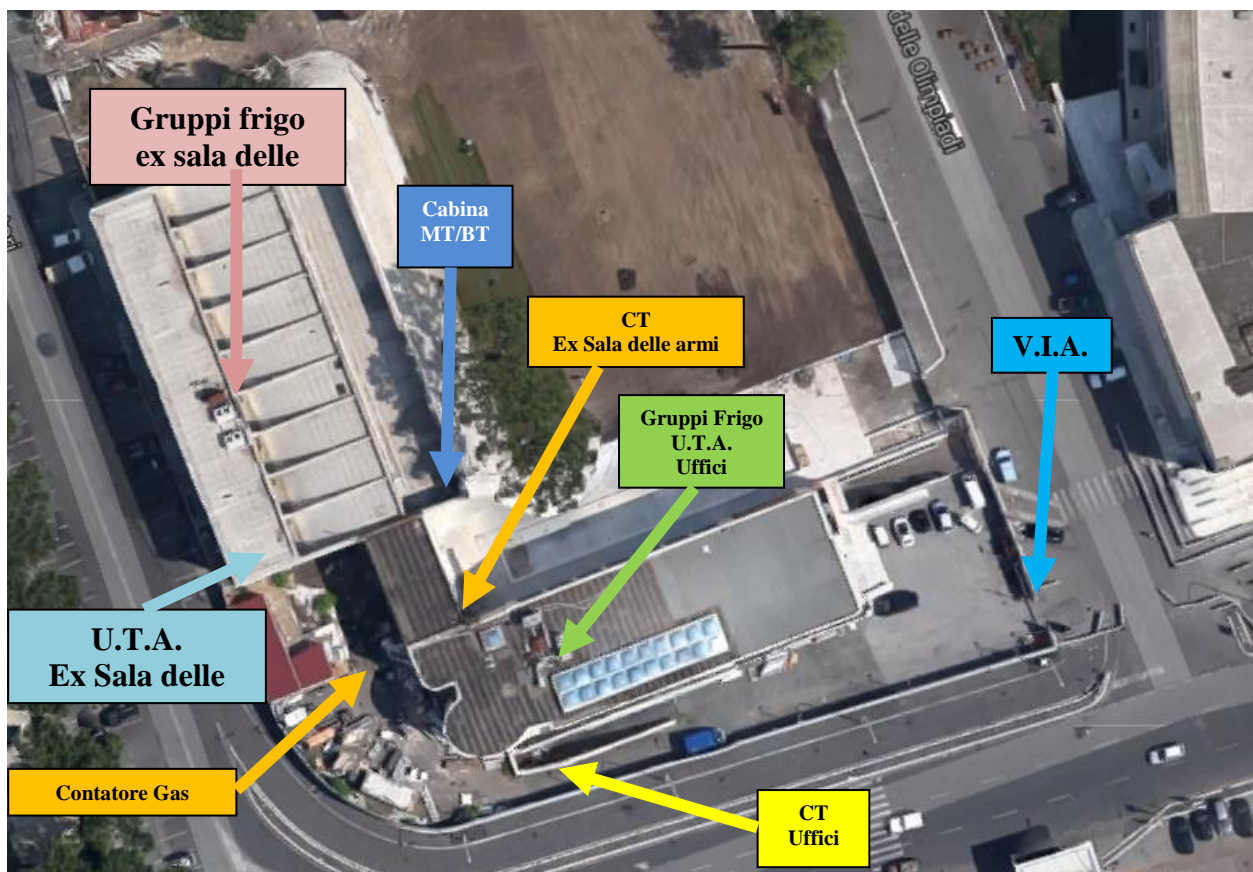 delle Olimpiadi
Gruppi frigo
ex sala delle
Cabina
MT/BT
CT
Ex Sala delle armi
V.I.A.
Gruppi Frigo
U.T.A.
Uffici
U.T.A.
Ex Sala delle
Contatore Gas
CT
Uffici